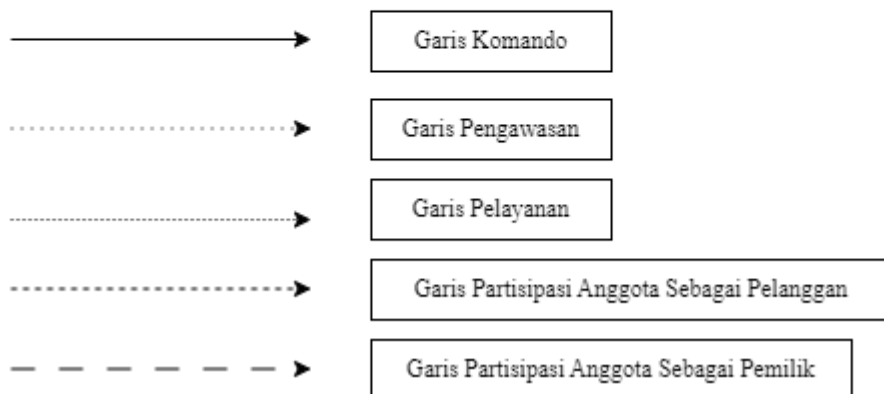 Garis Komando
Garis Pengawasan
Garis Pelayanan
Garis Partisipasi Anggota Sebagai Pelanggan
Garis Partisipasi Anggota Sebagai Pemilik